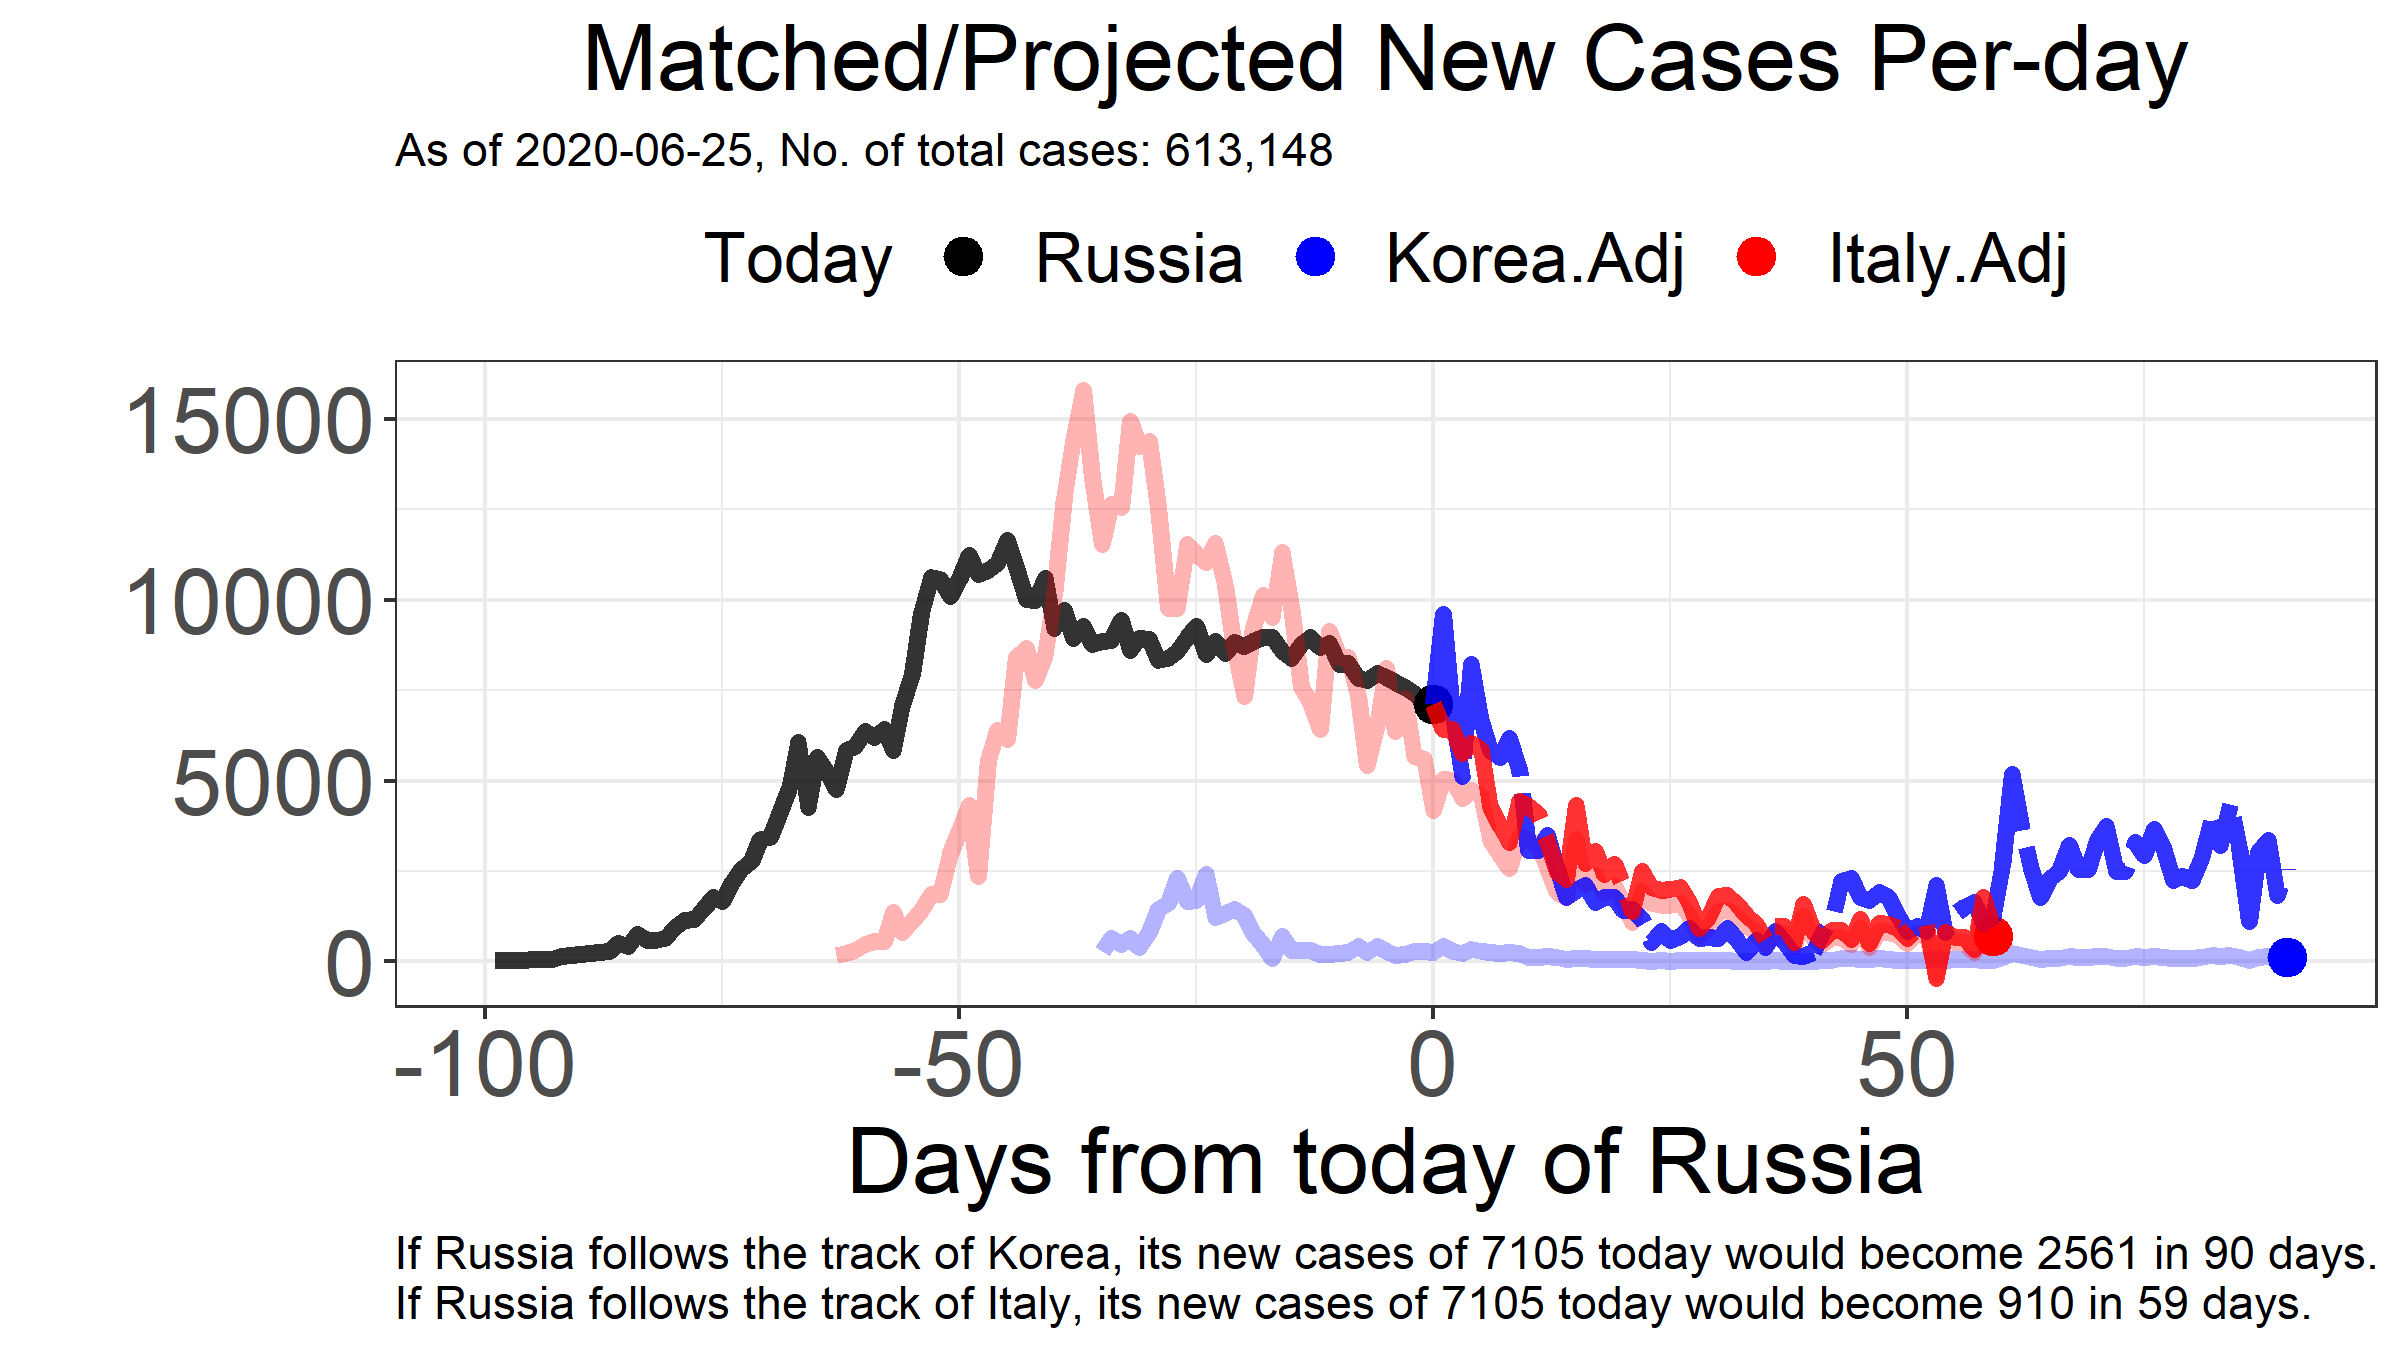 Matched/Projected New Cases Per-day
As of 2020-06-25, No. of total cases: 613,148
Today Russia Korea.Adj Italy.Adj
15000
10000
5000
0
-100 -50 0 50
Days from today of Russia
If Russia follows the track of Korea, its new cases of 7105 today would become 2561 in 90 days.
If Russia follows the track of Italy, its new cases of 7105 today would become 910 in 59 days.